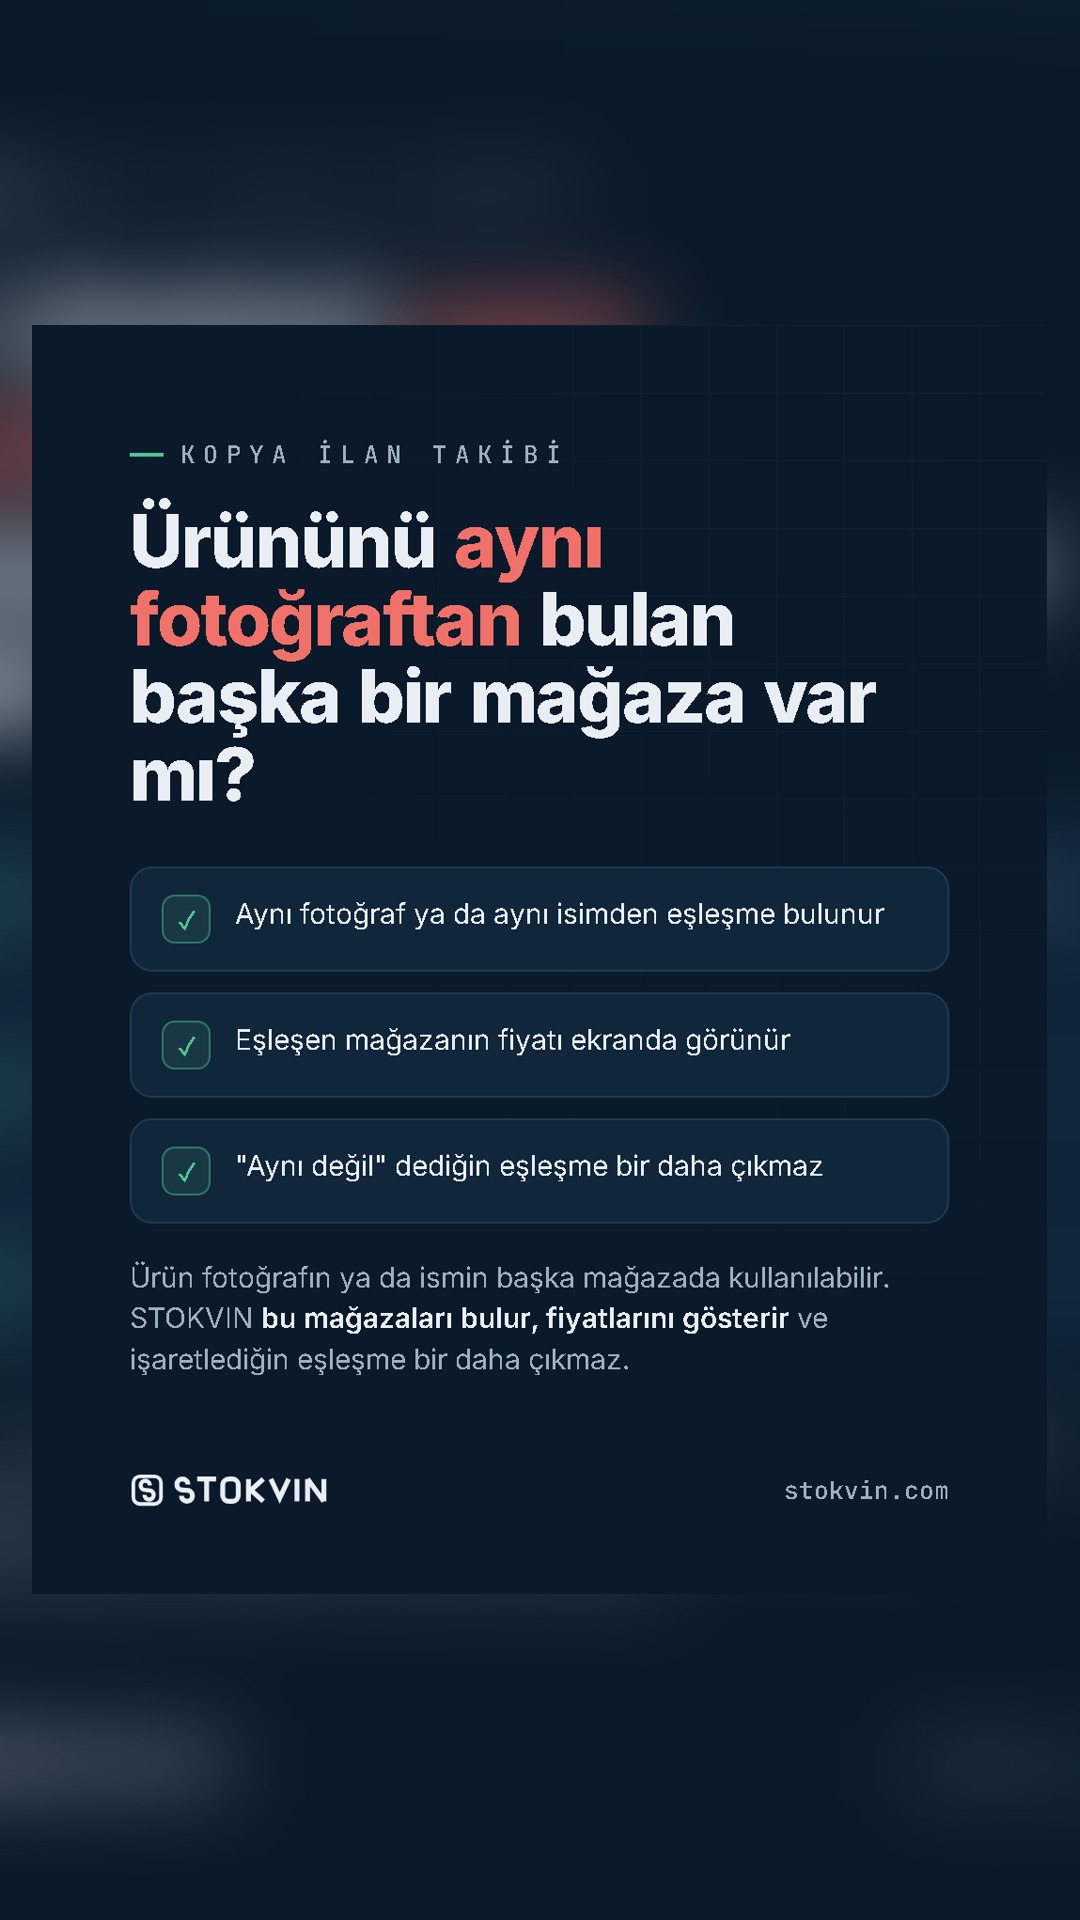 KOPYA İLAN TAKİBİ
Ürününü aynı
fotoğraftan bulan
başka bir mağaza var
mı?
Aynı fotoğraf ya da aynı isimden eşleşme bulunur
Eşleşen mağazanın fiyatı ekranda görünür
"Aynı değil" dediğin eşleşme bir daha çıkmaz
Ürün fotoğrafın ya da ismin başka mağazada kullanılabilir.
STOKVIN bu mağazaları bulur, fiyatlarını gösterir ve
işaretlediğin eşleşme bir daha çıkmaz.
STOKVIN
stokvin.com